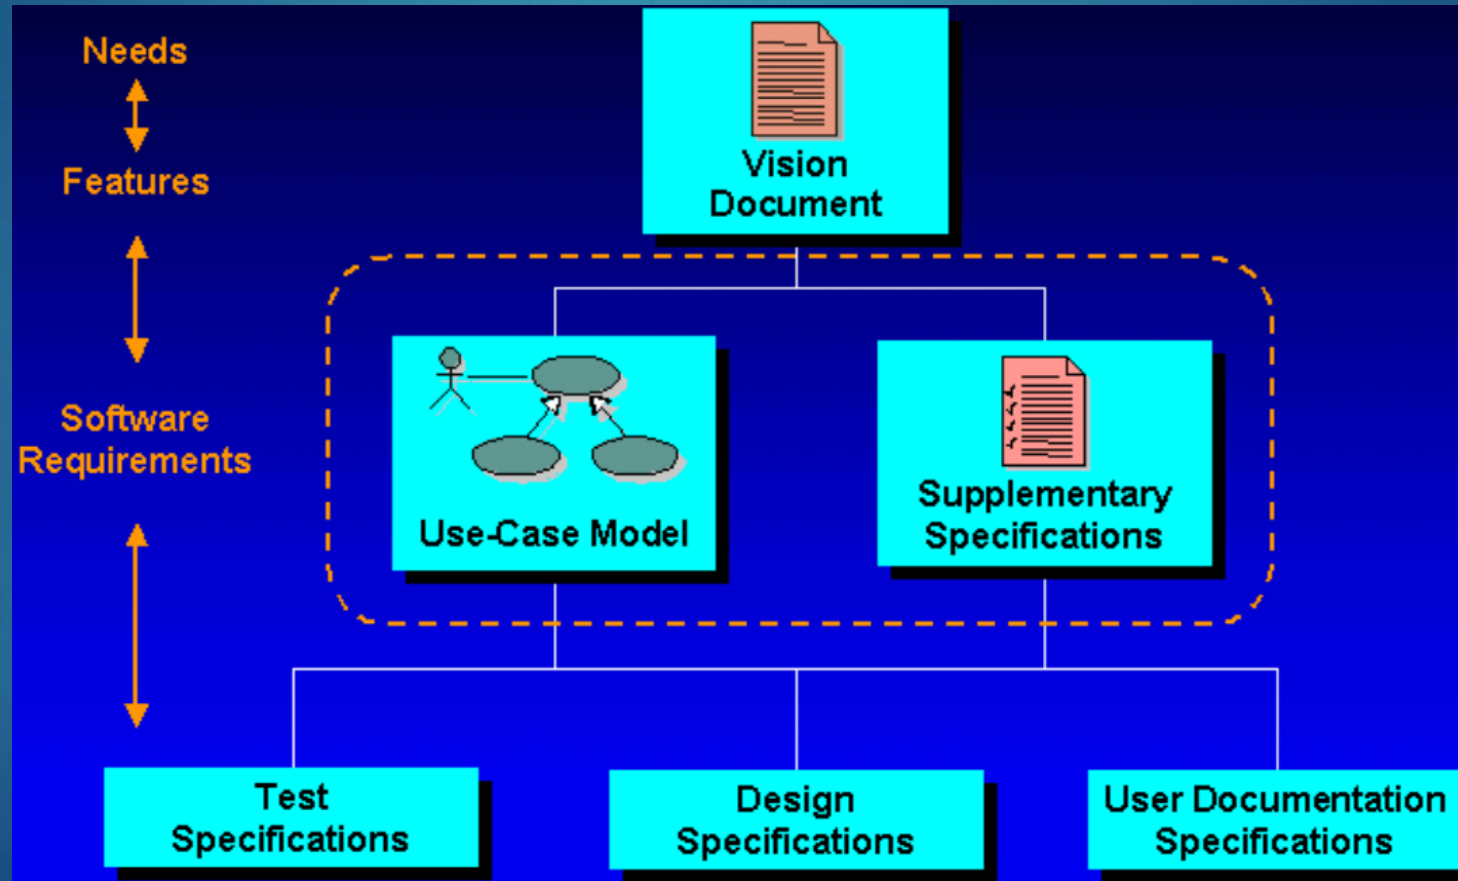 Needs
Features
Software
Requirements
Vision
Document
Use-Case Model
Supplementary
Specifications
Test
Specifications
Design
Specifications
User Documentation
Specifications